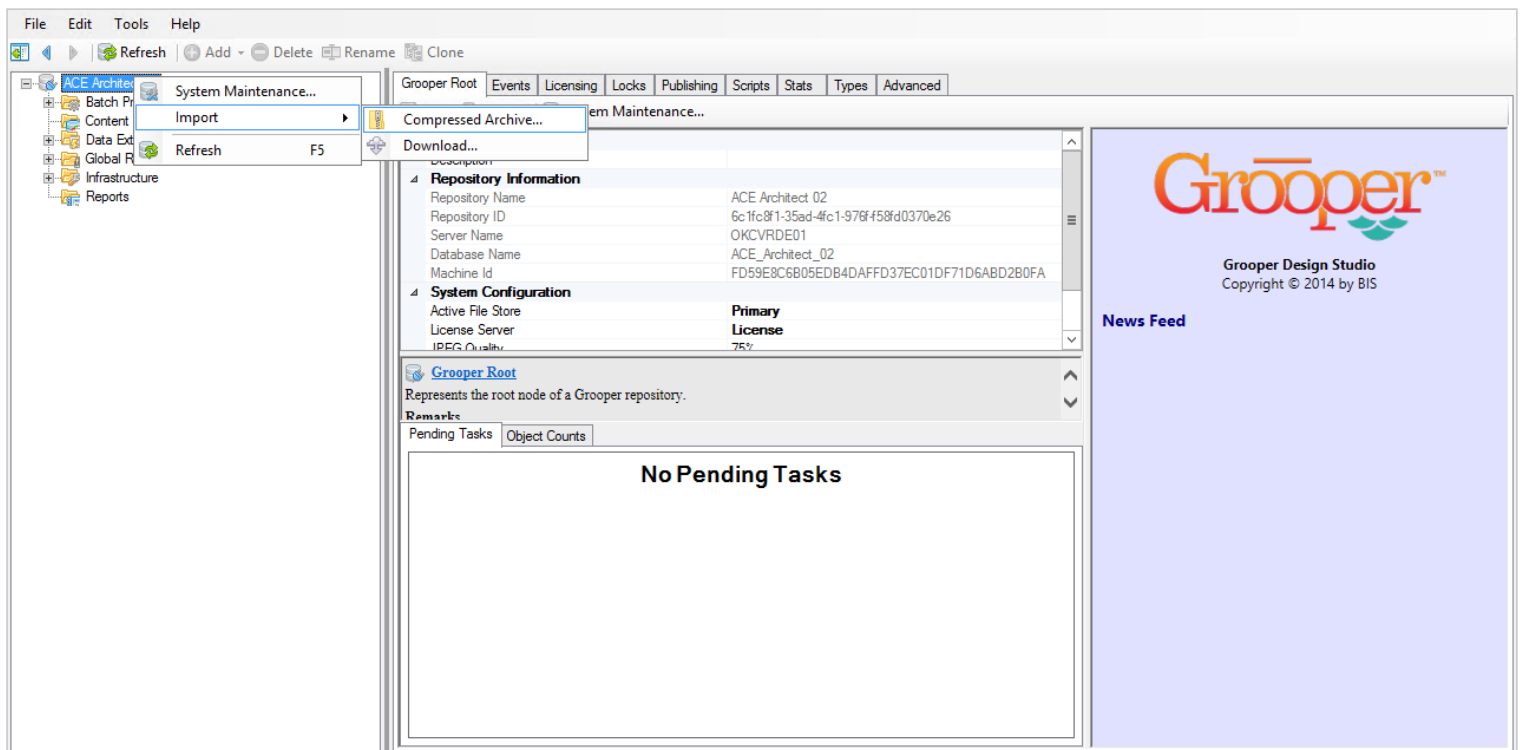 File Edit Tools Help
Refresh Add Delete Rename Clone
ACE Architec
Batch Pr
Content
Data Ext
Global R
Infrastructure
Reports
System Maintenance...
Import
Refresh F5
Compressed Archive...
Download...
Grooper Root Events Licensing Locks Publishing Scripts Stats Types Advanced
em Maintenance...
Description
Repository Information
Repository Name ACE Architect 02
Repository ID 6c1fc8f1-35ad-4fc1-976f-f58fd0370e26
Server Name OKCVRDE01
Database Name ACE_Architect_02
Machine Id FD59E8C6B05EDB4DAFFD37EC01DF71D6ABD2B0FA
System Configuration
Active File Store Primary
License Server License
JPEG Quality 75%
Grooper Root
Represents the root node of a Grooper repository.
Remarks
Pending Tasks Object Counts
No Pending Tasks
Grooper™
Grooper Design Studio
Copyright © 2014 by BIS
News Feed